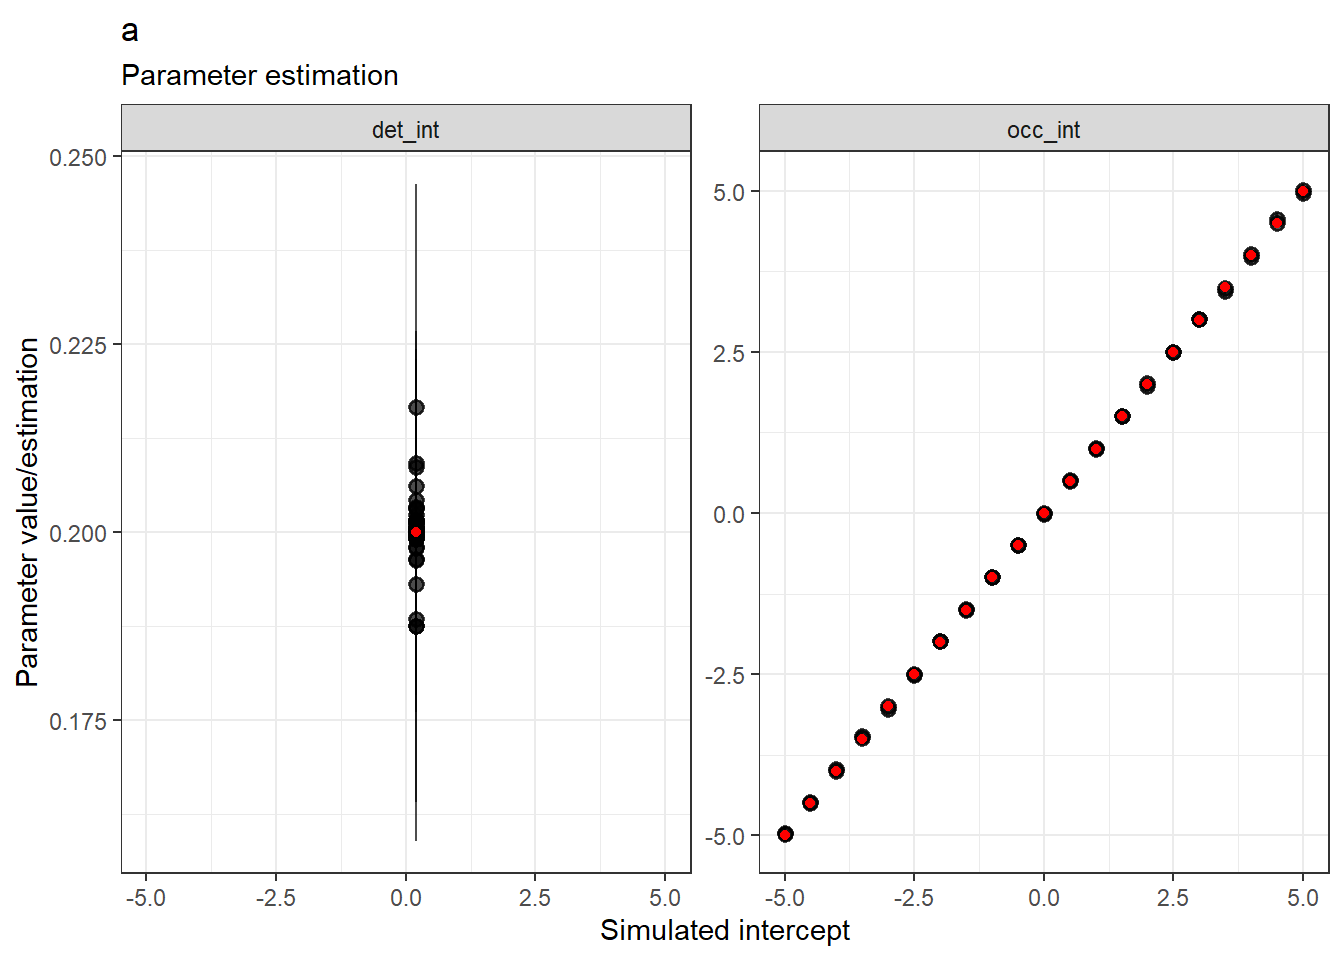 a
Parameter estimation
det_int
occ_int
Parameter value/estimation
0.250
0.225
0.200
0.175
5.0
2.5
0.0
-2.5
-5.0
-5.0 -2.5 0.0 2.5 5.0
-5.0 -2.5 0.0 2.5 5.0
Simulated intercept